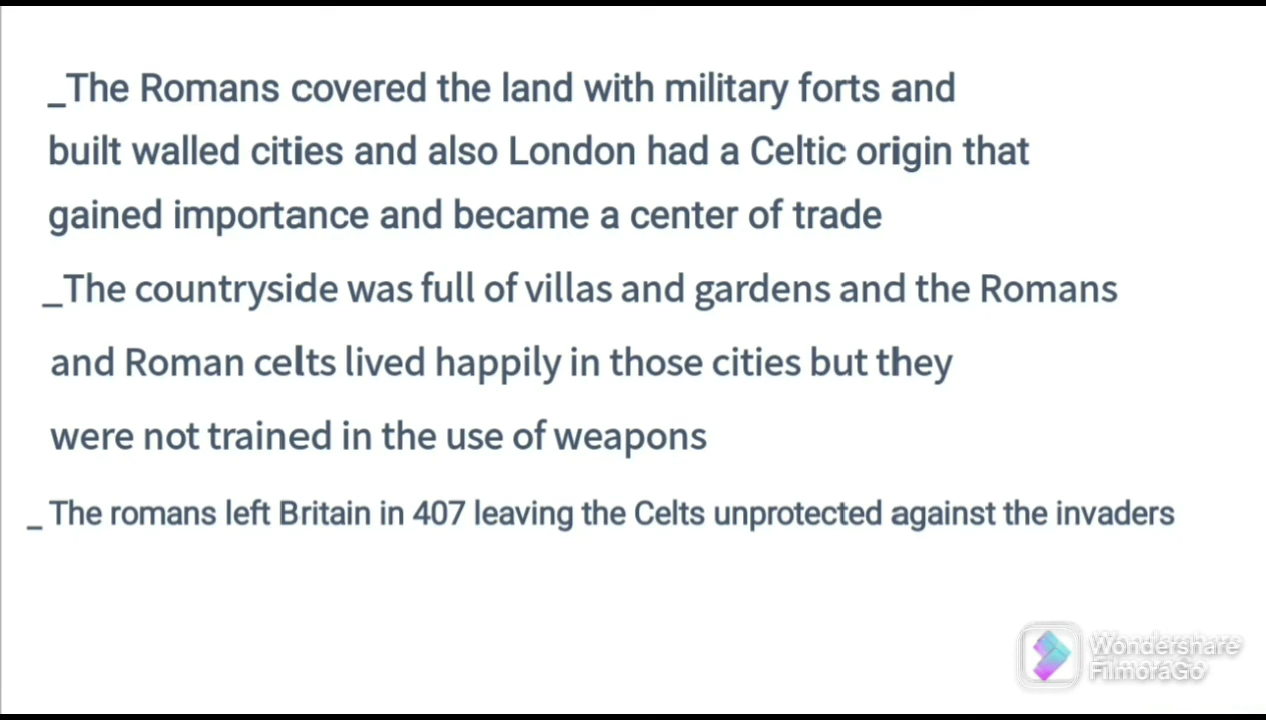 _The Romans covered the land with military forts and
built walled cities and also London had a Celtic origin that
gained importance and became a center of trade
_The countryside was full of villas and gardens and the Romans
and Roman celts lived happily in those cities but they
were not trained in the use of weapons
_ The romans left Britain in 407 leaving the Celts unprotected against the invaders
Wondershare
FilmoraGo